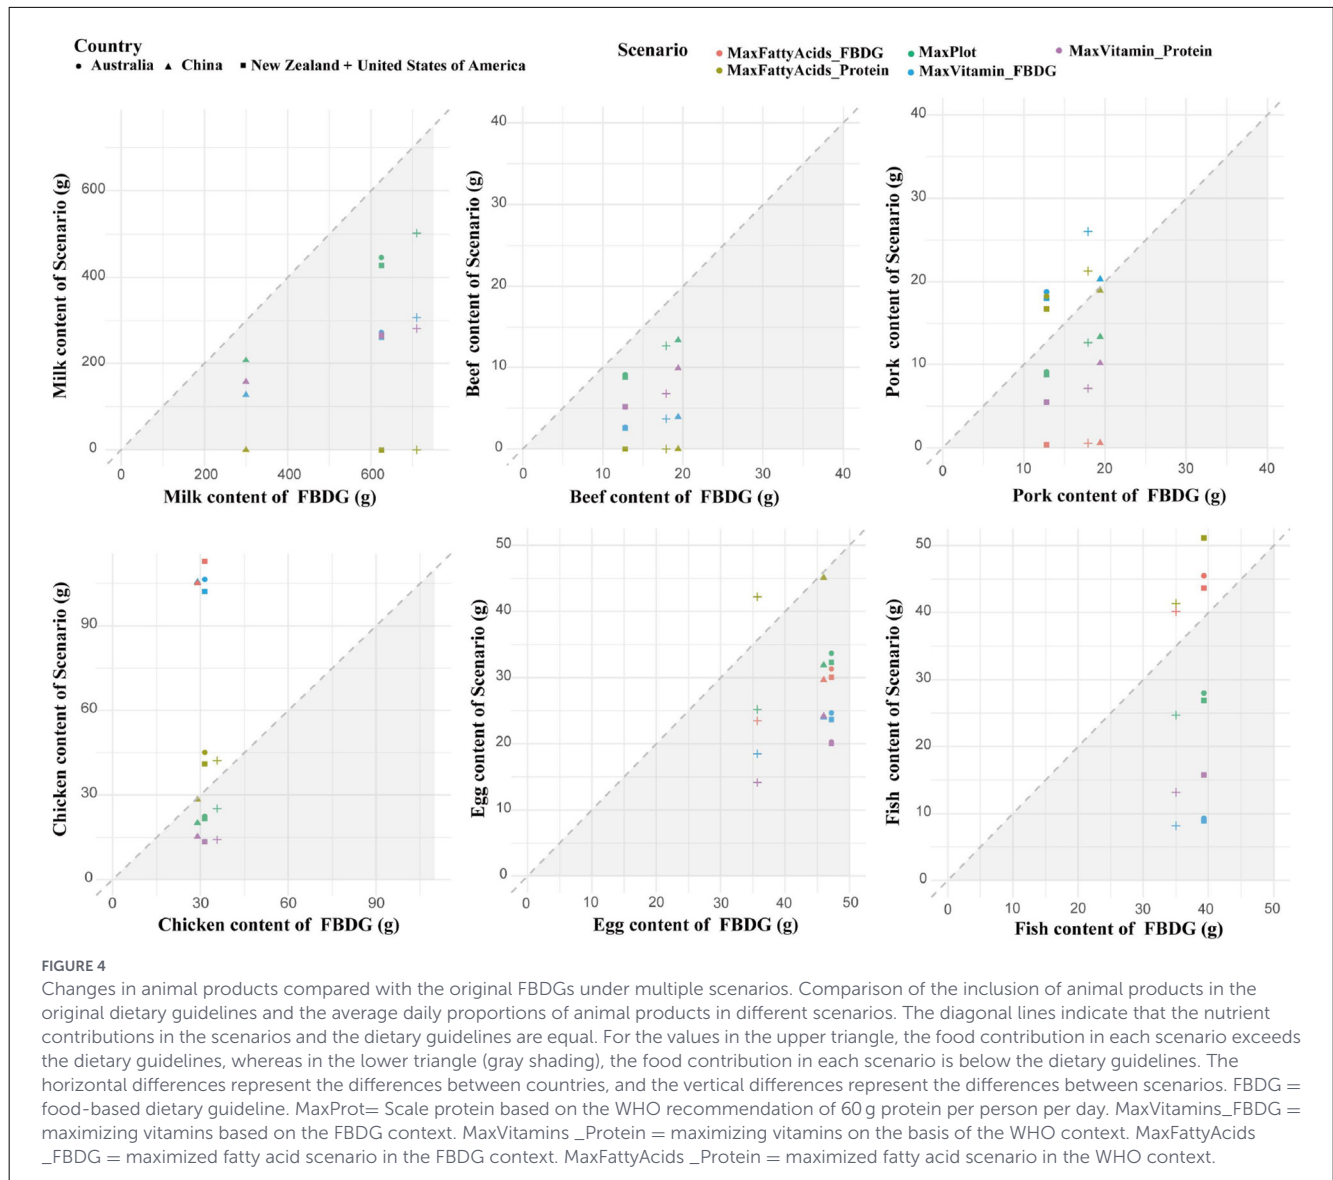 Country
● Australia ▲ China ■ New Zealand + United States of America
Scenario
● MaxFattyAcids_FBDG ● MaxPlot ● MaxVitamin_Protein
● MaxFattyAcids_Protein ● MaxVitamin_FBDG
Milk content of Scenario (g)
600
400
200
0
0 200 400 600
Milk content of FBDG (g)
Beef content of Scenario (g)
40
30
20
10
0
0 10 20 30 40
Beef content of FBDG (g)
Pork content of Scenario (g)
40
30
20
10
0
0 10 20 30 40
Pork content of FBDG (g)
Chicken content of Scenario (g)
90
60
30
0
0 30 60 90
Chicken content of FBDG (g)
Egg content of Scenario (g)
50
40
30
20
10
0
0 10 20 30 40 50
Egg content of FBDG (g)
Fish content of Scenario (g)
50
40
30
20
10
0
0 10 20 30 40 50
Fish content of FBDG (g)
FIGURE 4
Changes in animal products compared with the original FBDGs under multiple scenarios. Comparison of the inclusion of animal products in the
original dietary guidelines and the average daily proportions of animal products in different scenarios. The diagonal lines indicate that the nutrient
contributions in the scenarios and the dietary guidelines are equal. For the values in the upper triangle, the food contribution in each scenario exceeds
the dietary guidelines, whereas in the lower triangle (gray shading), the food contribution in each scenario is below the dietary guidelines. The
horizontal differences represent the differences between countries, and the vertical differences represent the differences between scenarios. FBDG =
food-based dietary guideline. MaxProt= Scale protein based on the WHO recommendation of 60 g protein per person per day. MaxVitamins_FBDG =
maximizing vitamins based on the FBDG context. MaxVitamins _Protein = maximizing vitamins on the basis of the WHO context. MaxFattyAcids
_FBDG = maximized fatty acid scenario in the FBDG context. MaxFattyAcids _Protein = maximized fatty acid scenario in the WHO context.